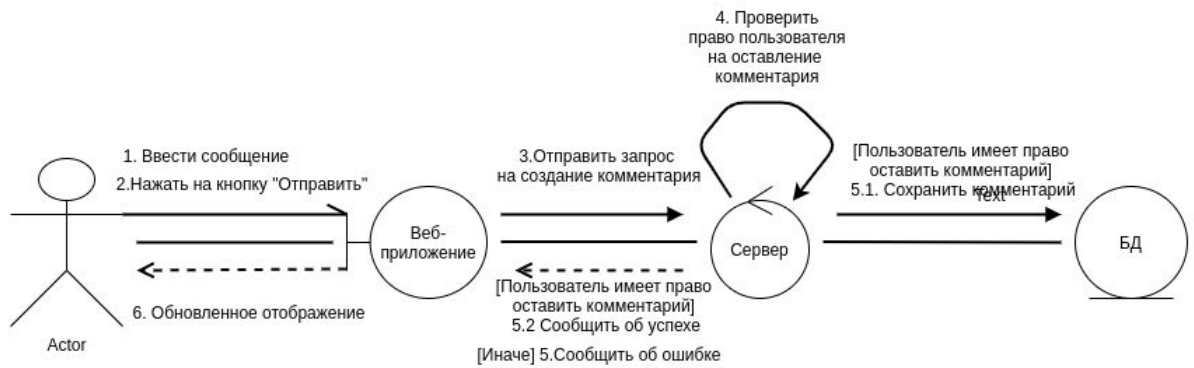 4. Проверить
право пользователя
на оставление
комментария
1. Ввести сообщение
2.Нажать на кнопку "Отправить"
3.Отправить запрос
на создание комментария
[Пользователь имеет право
оставить комментарий]
5.1. Сохранить комментарий
Text
Веб-
приложение
Сервер
БД
[Пользователь имеет право
оставить комментарий]
5.2 Сообщить об успехе
[Иначе] 5.Сообщить об ошибке
6. Обновленное отображение
Actor